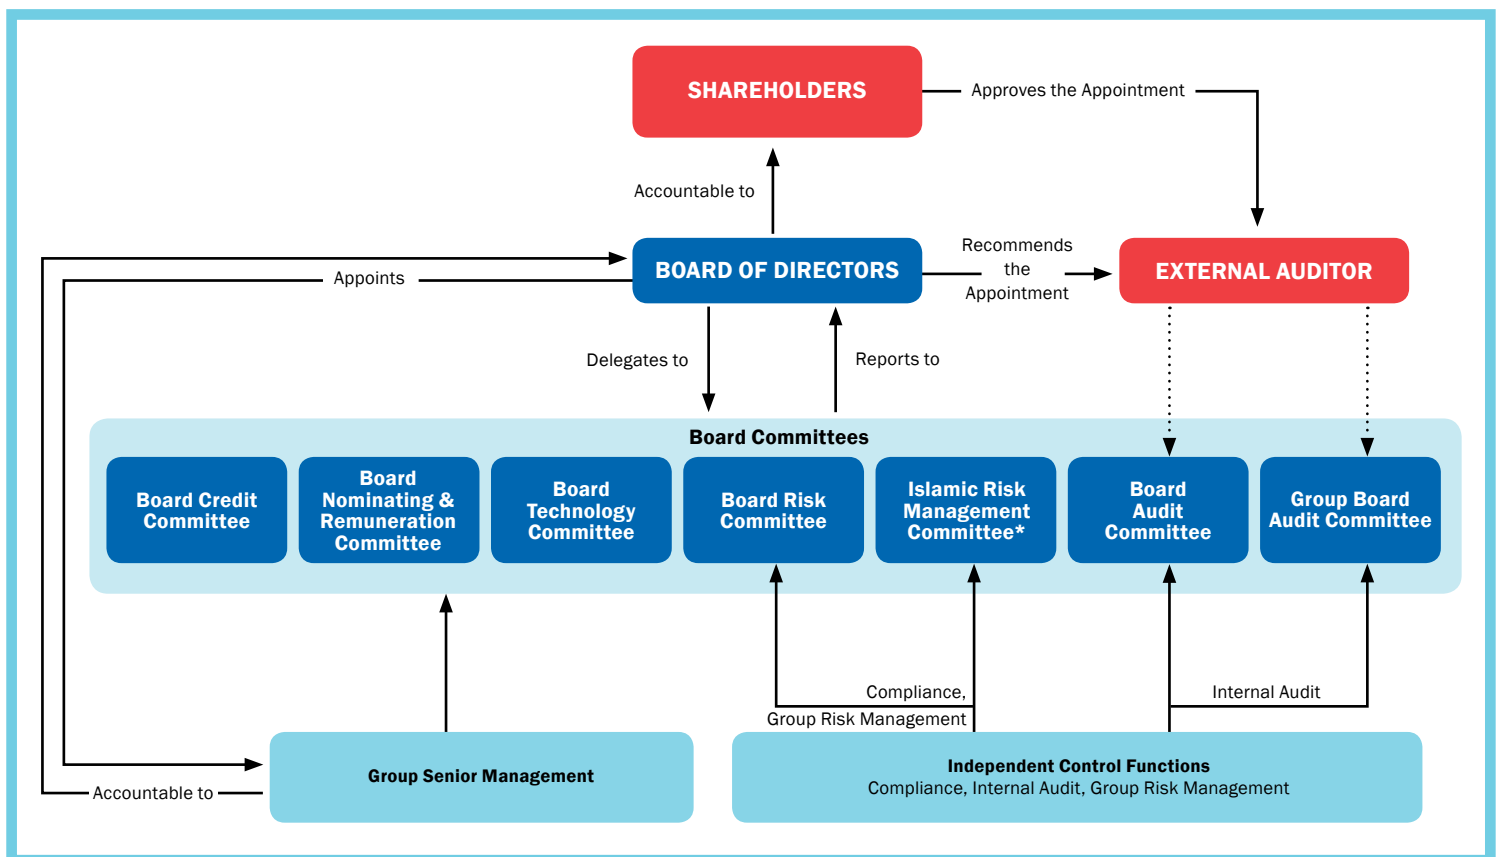 SHAREHOLDERS
Approves the Appointment
Accountable to
BOARD OF DIRECTORS
Recommends
the
Appointment
EXTERNAL AUDITOR
Appoints
Delegates to
Reports to
Board Committees
Board Credit
Committee
Board
Nominating &
Remuneration
Committee
Board
Technology
Committee
Board Risk
Committee
Islamic Risk
Management
Committee*
Board
Audit
Committee
Group Board
Audit Committee
Compliance,
Group Risk Management
Internal Audit
Group Senior Management
Accountable to
Independent Control Functions
Compliance, Internal Audit, Group Risk Management